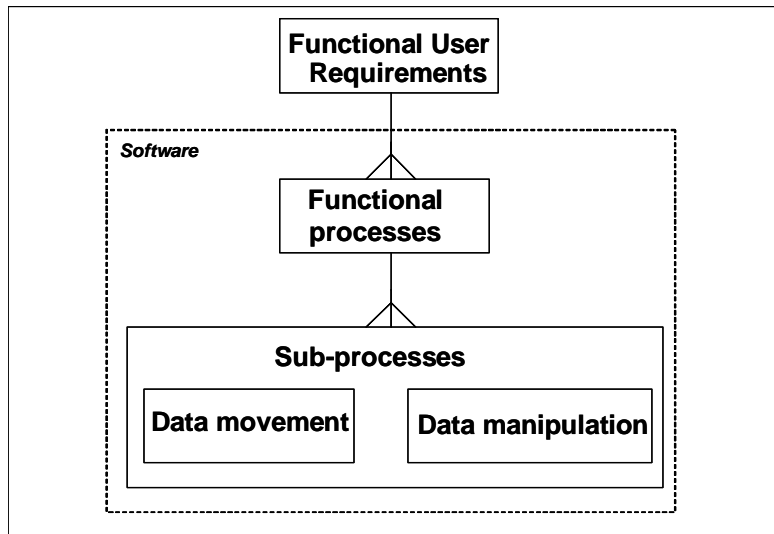 Functional User
Requirements
Software
Functional
processes
Sub-processes
Data movement
Data manipulation